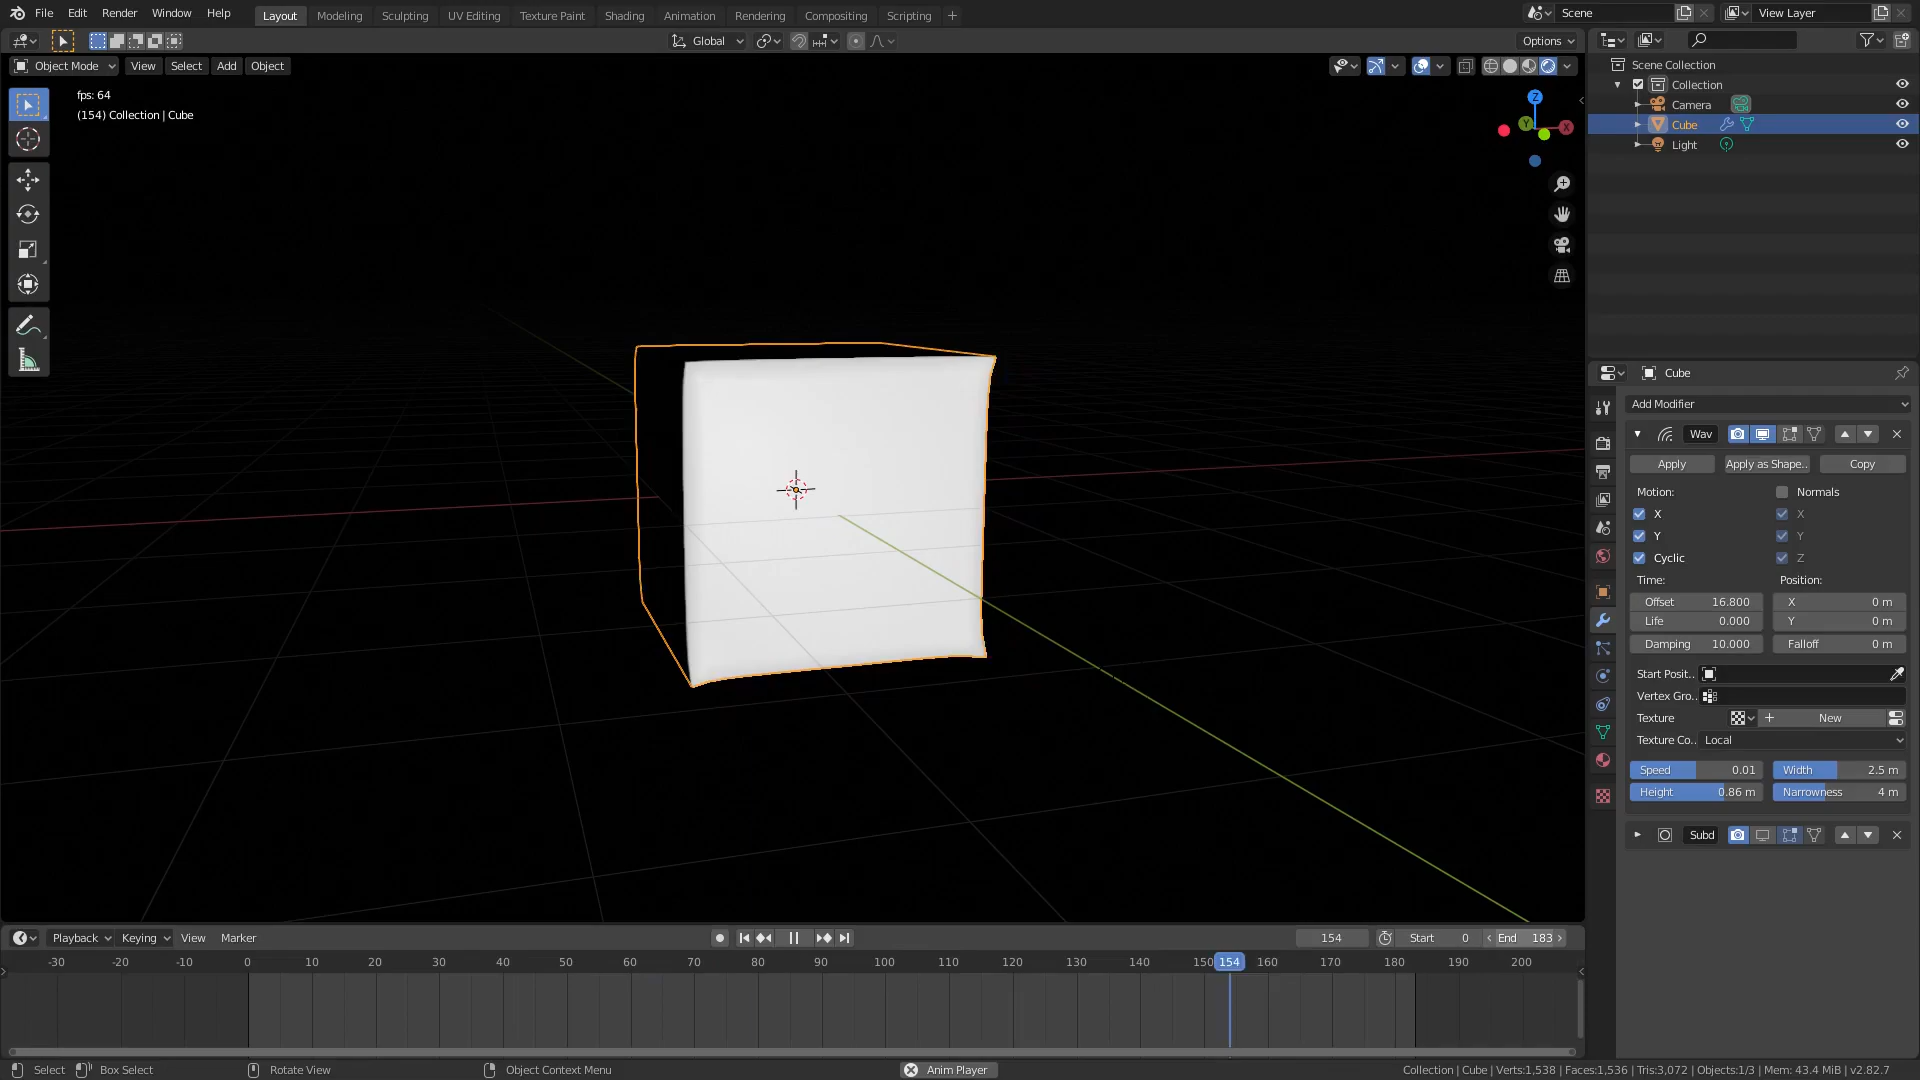 File Edit Render Window Help
Layout Modeling Sculpting UV Editing Texture Paint Shading Animation Rendering Compositing Scripting +
Scene
View Layer
Global
Options
Object Mode View Select Add Object
fps: 64
(154) Collection | Cube
Z
Y
X
Scene Collection
Collection
Camera
Cube
Light
Cube
Add Modifier
Wav
Apply Apply as Shape.. Copy
Motion: Normals
X X
Y Y
Cyclic Z
Time: Position:
Offset 16.800 X 0 m
Life 0.000 Y 0 m
Damping 10.000 Falloff 0 m
Start Posit..
Vertex Gro..
Texture + New
Texture Co.. Local
Speed 0.01 Width 2.5 m
Height 0.86 m Narrowness 4 m
Subd
Playback Keying View Marker
154 Start 0 End 183
-30 -20 -10 0 10 20 30 40 50 60 70 80 90 100 110 120 130 140 150 154 160 170 180 190 200
Select Box Select Rotate View Object Context Menu Anim Player
Collection | Cube | Verts:1,538 | Faces:1,536 | Tris:3,072 | Objects:1/3 | Mem: 43.4 MiB | v2.82.7